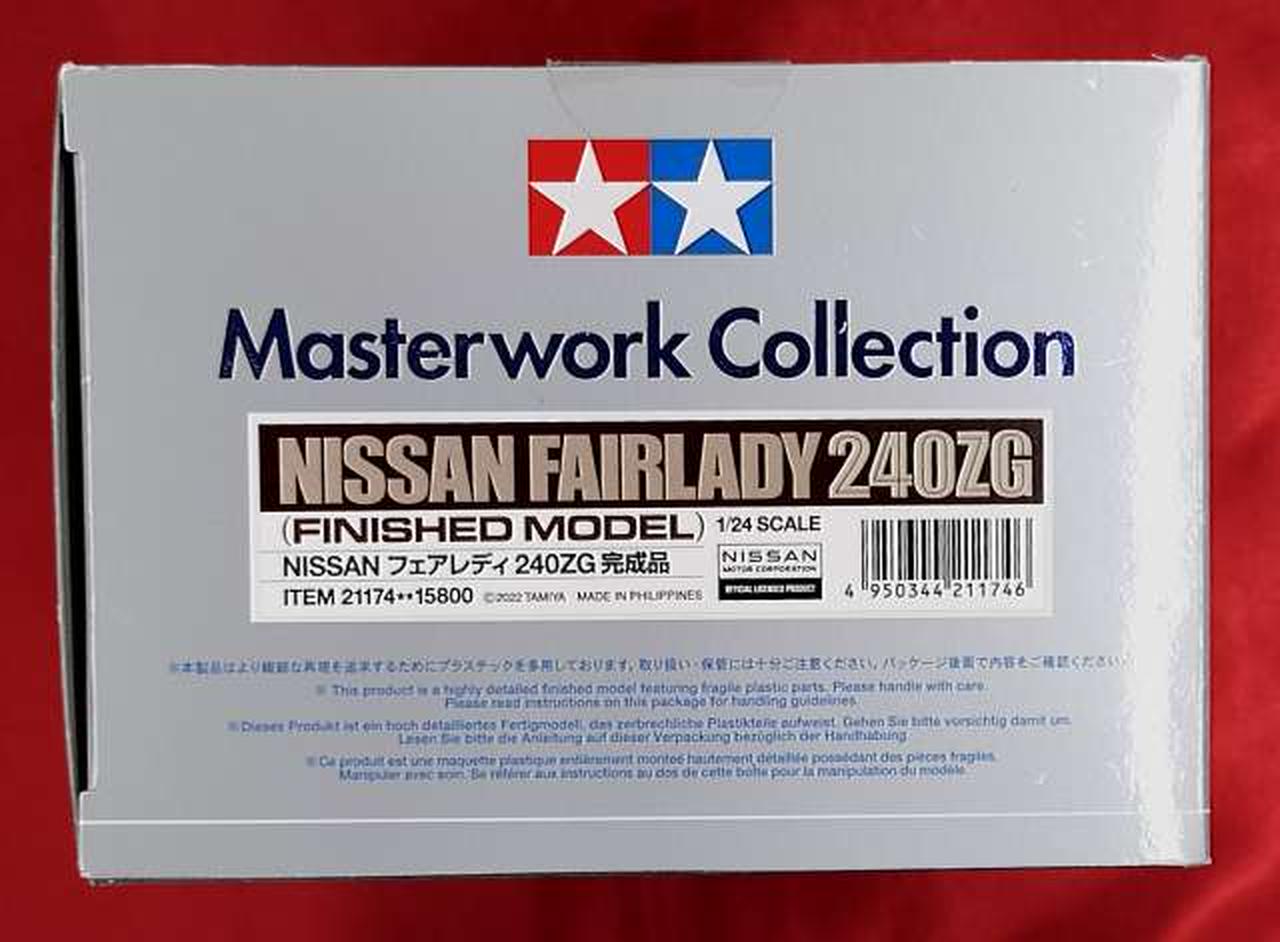 Masterwork Collection
NISSAN FAIRLADY 240ZG
(FINISHED MODEL) 1/24 SCALE
NISSAN フェアレディ 240ZG 完成品
ITEM 21174**15800 ©2022 TAMIYA MADE IN PHILIPPINES
NISSAN
MOTOR CORPORATION
OFFICIAL LICENSED PRODUCT
4 950344 211746
※本製品はより繊細な再現を追求するためにプラスチックを多用しております。取り扱い・保管には十分ご注意ください。パッケージ後面で内容をご確認ください。
※ This product is a highly detailed finished model featuring fragile plastic parts. Please handle with care.
Please read instructions on this package for handling guidelines.
※Dieses Produkt ist ein hoch detailliertes Fertigmodell, das zerbrechliche Plastikteile aufweist. Gehen Sie bitte vorsichtig damit um.
Lesen Sie bitte die Anleitung auf dieser Verpackung bezüglich der Handhabung.
※Ce produit est une maquette plastique entièrement montée hautement détaillée possédant des pièces fragiles.
Manipuler avec soin. Se référer aux instructions au dos de cette boîte pour la manipulation du modèle.